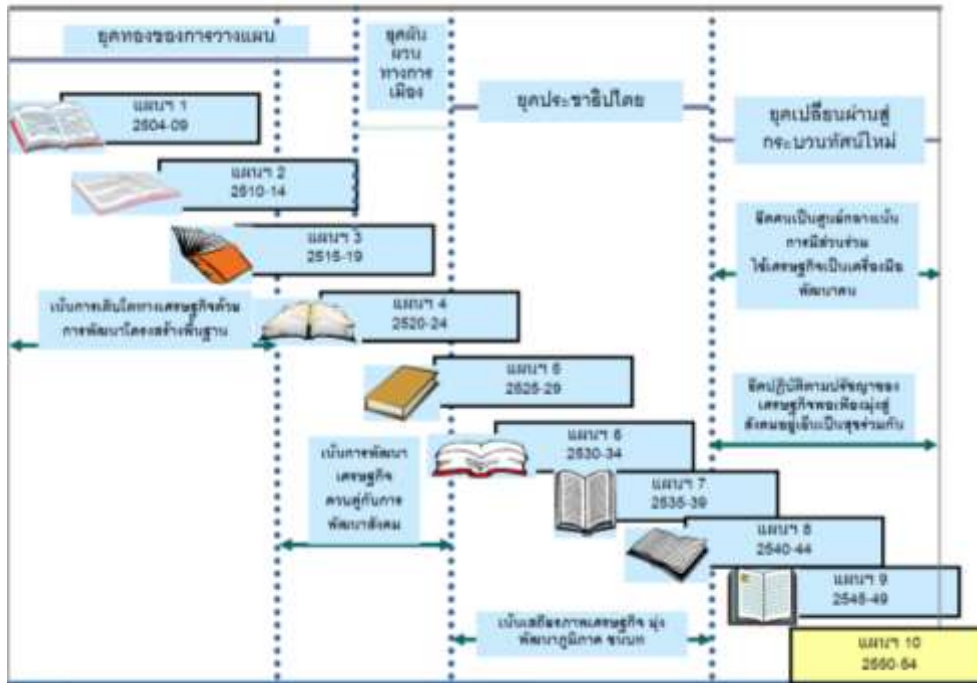 ยุคทองของการวางแผน
ยุคผัน
ผวน
ทางการ
เมือง
ยุคประชาธิปไตย
ยุคเปลี่ยนผ่านสู่
กระบวนทัศน์ใหม่
แผนฯ 1
2504-09
แผนฯ 2
2510-14
แผนฯ 3
2515-19
แผนฯ 4
2520-24
แผนฯ 5
2525-29
แผนฯ 6
2530-34
แผนฯ 7
2535-39
แผนฯ 8
2540-44
แผนฯ 9
2545-49
แผนฯ 10
2550-54
เน้นการเติบโตทางเศรษฐกิจด้วย
การพัฒนาโครงสร้างพื้นฐาน
เน้นการพัฒนา
เศรษฐกิจ
ควบคู่กับการ
พัฒนาสังคม
เน้นเสถียรภาพเศรษฐกิจ มุ่ง
พัฒนาภูมิภาค ชนบท
ยึดคนเป็นศูนย์กลางเน้น
การมีส่วนร่วม
ใช้เศรษฐกิจเป็นเครื่องมือ
พัฒนาคน
ยึดปฏิบัติตามปรัชญาของ
เศรษฐกิจพอเพียงมุ่งสู่
สังคมอยู่เย็นเป็นสุขร่วมกัน